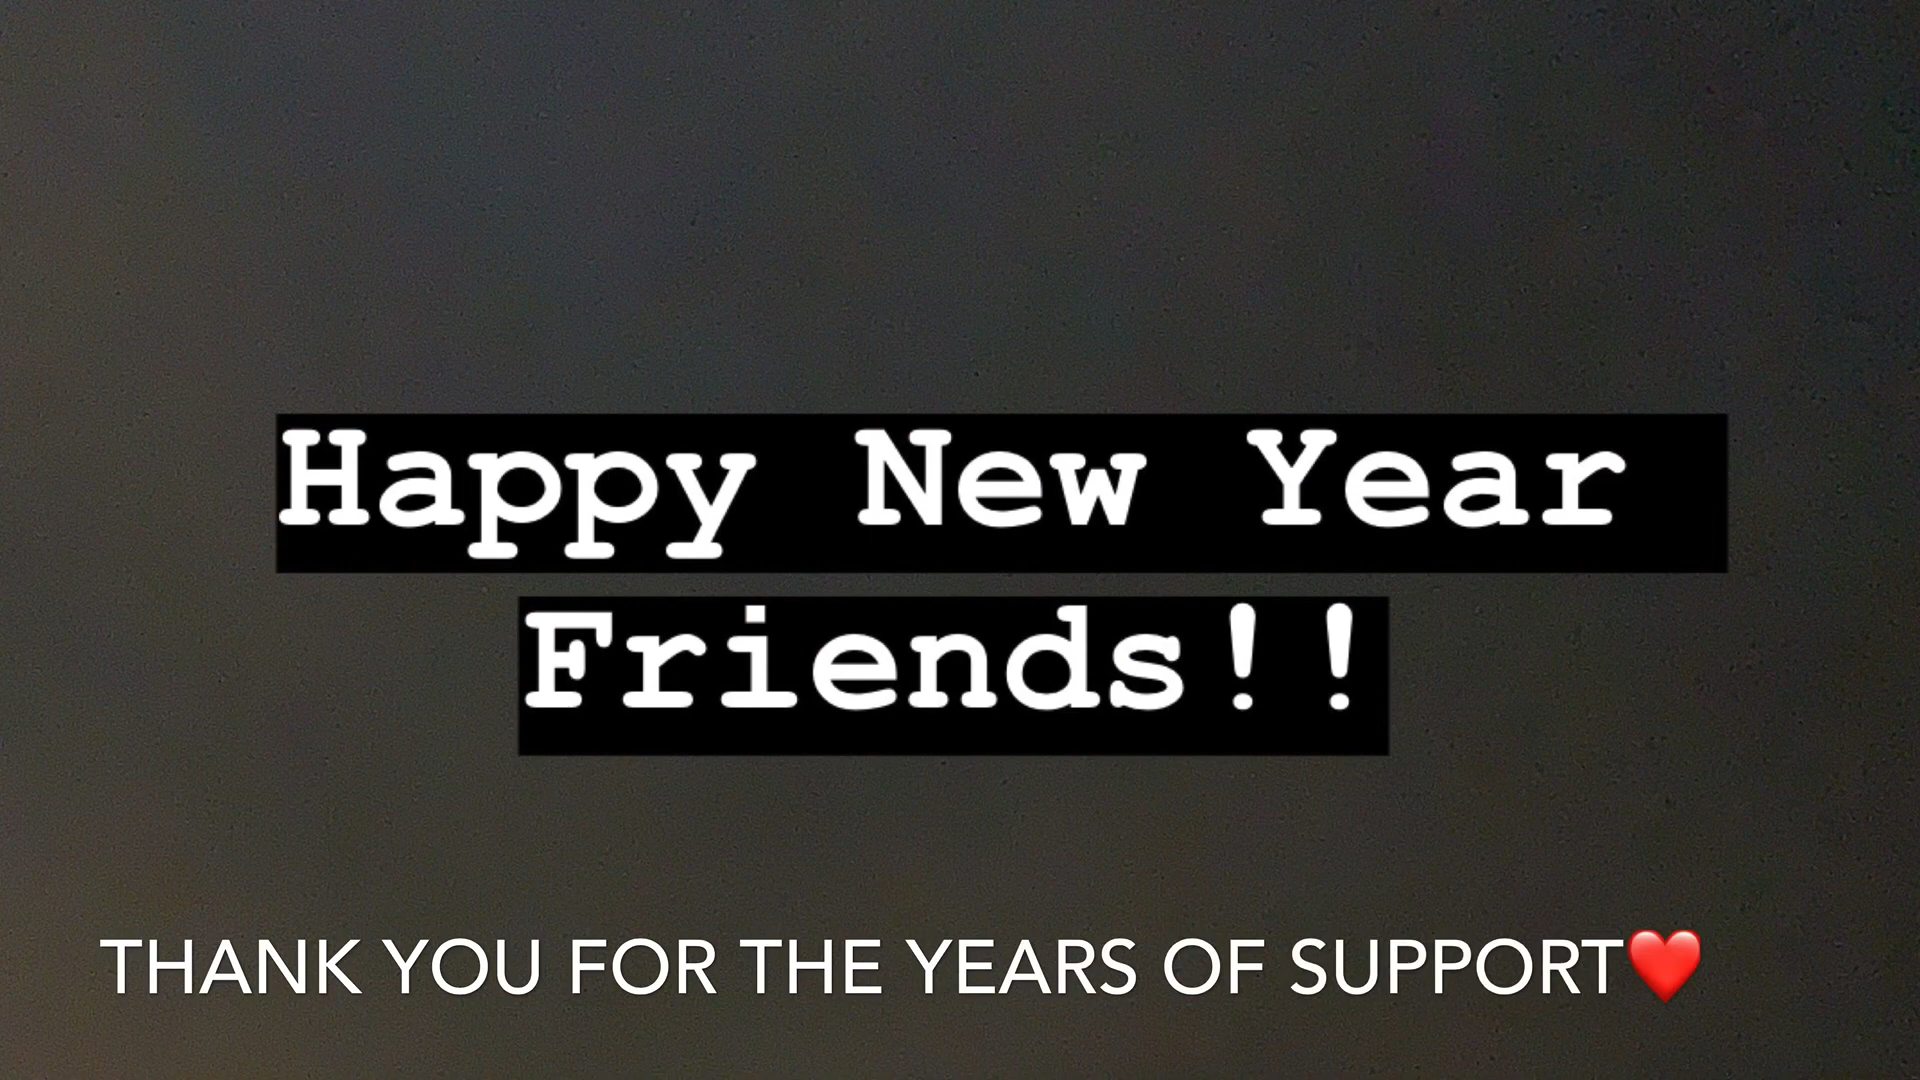 Happy New Year
Friends!!
THANK YOU FOR THE YEARS OF SUPPORT❤️